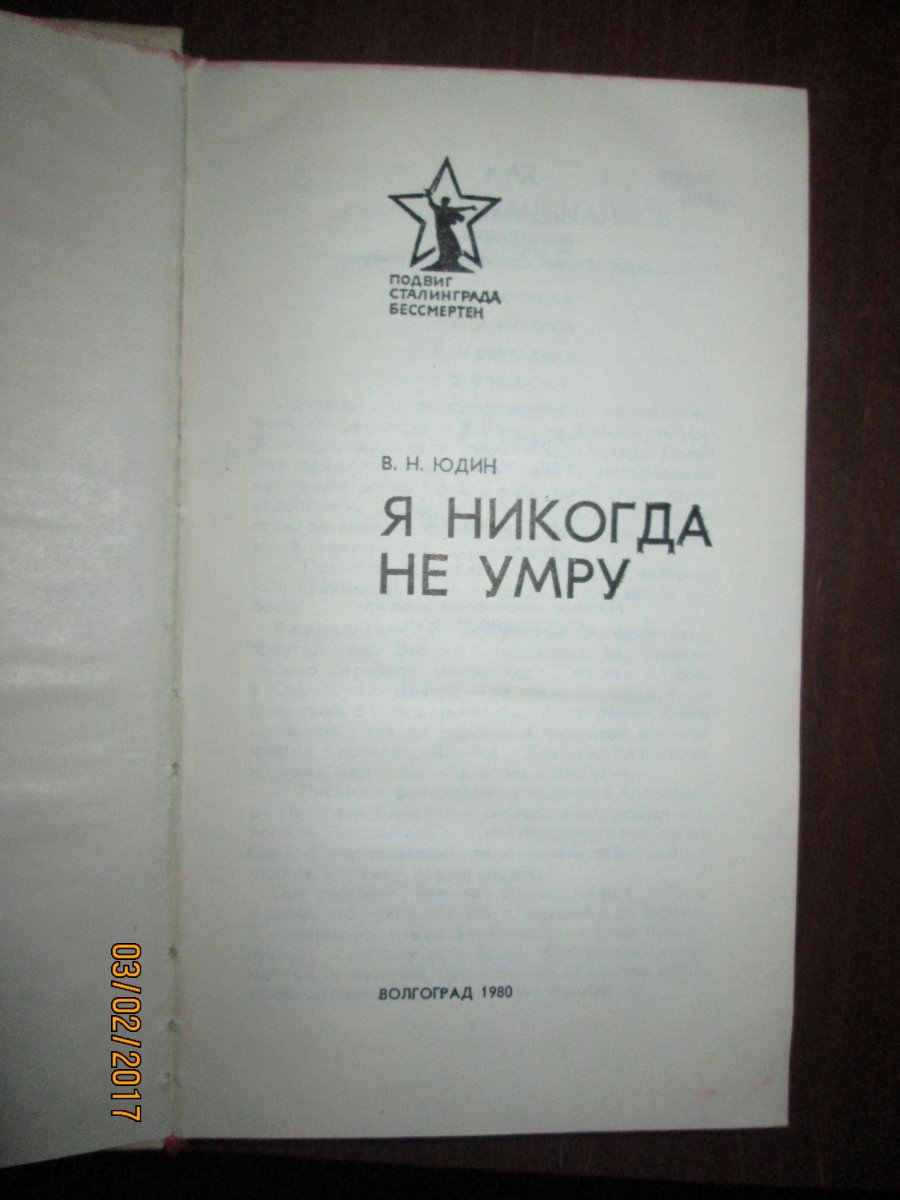 ПОДВИГ
СТАЛИНГРАДА
БЕССМЕРТЕН
В. Н. ЮДИН
Я НИКОГДА
НЕ УМРУ
ВОЛГОГРАД 1980
03/02/2017